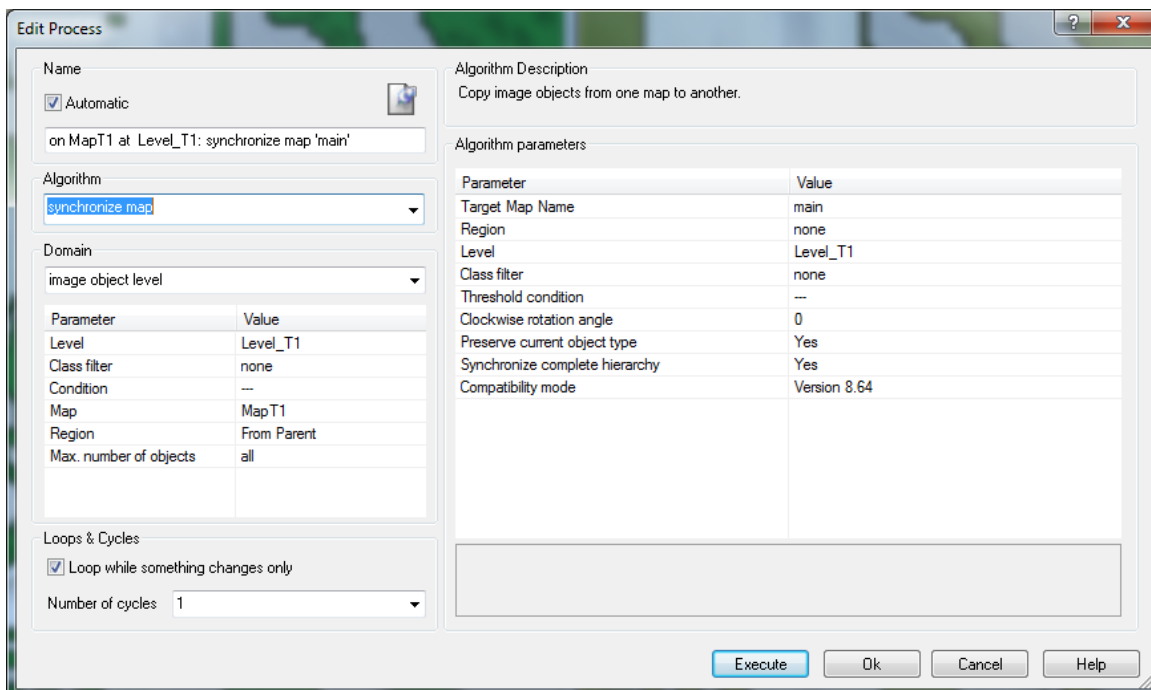 Edit Process
?
X
Name
Automatic
on MapT1 at  Level_T1: synchronize map 'main'
Algorithm
synchronize map
Domain
image object level
Parameter Value
Level Level_T1
Class filter none
Condition ---
Map MapT1
Region From Parent
Max. number of objects all
Loops & Cycles
Loop while something changes only
Number of cycles 1
Algorithm Description
Copy image objects from one map to another.
Algorithm parameters
Parameter Value
Target Map Name main
Region none
Level Level_T1
Class filter none
Threshold condition ---
Clockwise rotation angle 0
Preserve current object type Yes
Synchronize complete hierarchy Yes
Compatibility mode Version 8.64
Execute Ok Cancel Help